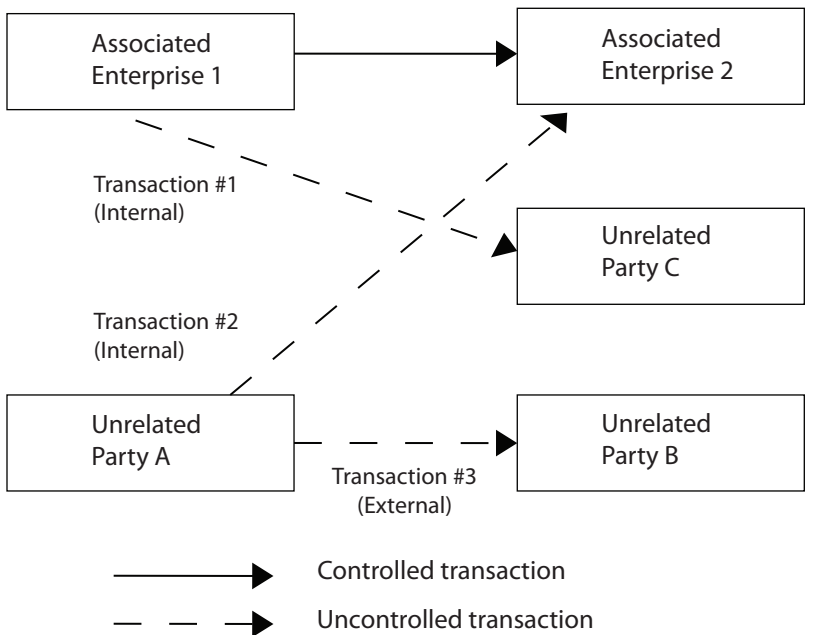 Associated
Enterprise 1
Associated
Enterprise 2
Transaction #1
(Internal)
Unrelated
Party C
Transaction #2
(Internal)
Unrelated
Party A
Unrelated
Party B
Transaction #3
(External)
Controlled transaction
Uncontrolled transaction